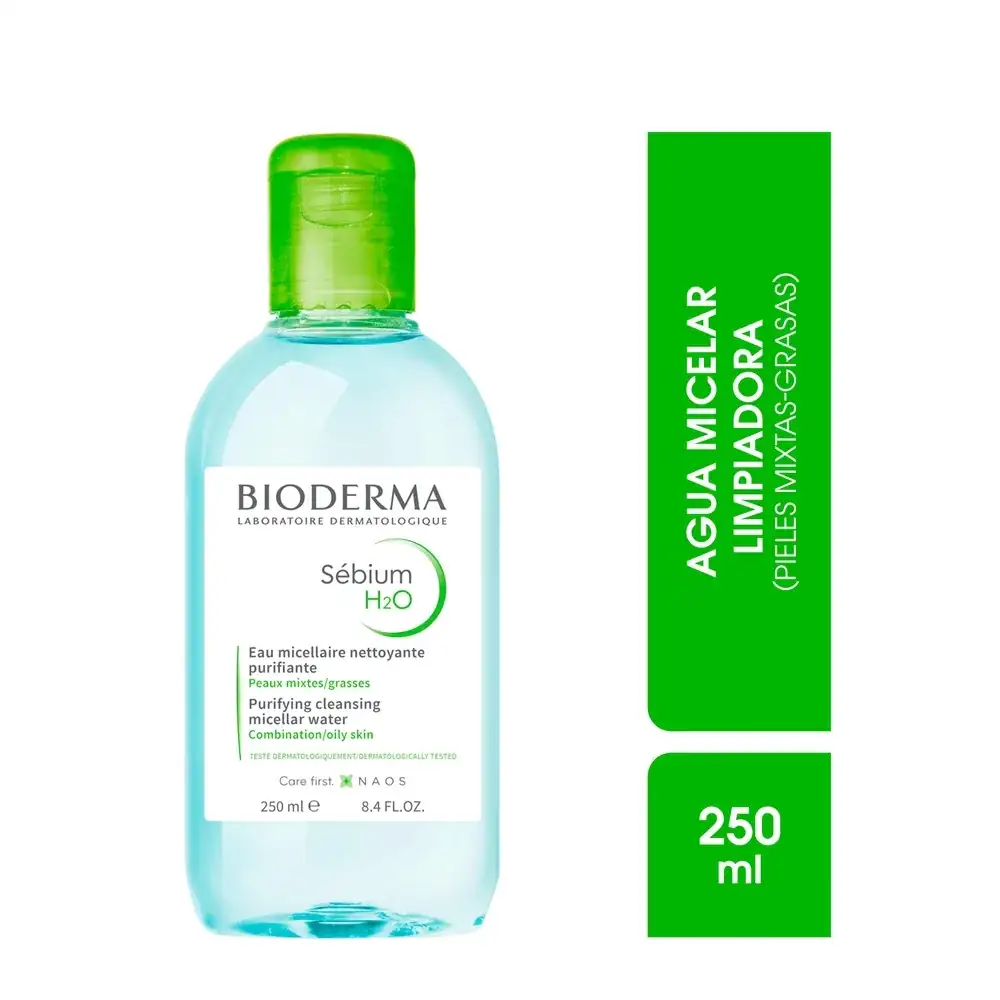 BIODERMA
LABORATOIRE DERMATOLOGIQUE
Sébium
H2O
Eau micellaire nettoyante
purifiante
Peaux mixtes/grasses
Purifying cleansing
micellar water
Combination/oily skin
TESTÉ DERMATOLOGIQUEMENT/DERMATOLOGICALLY TESTED
Care first. NAOS
250 ml ℮ 8.4 FL.OZ.
AGUA MICELAR
LIMPIADORA
(PIELES MIXTAS-GRASAS)
250
ml